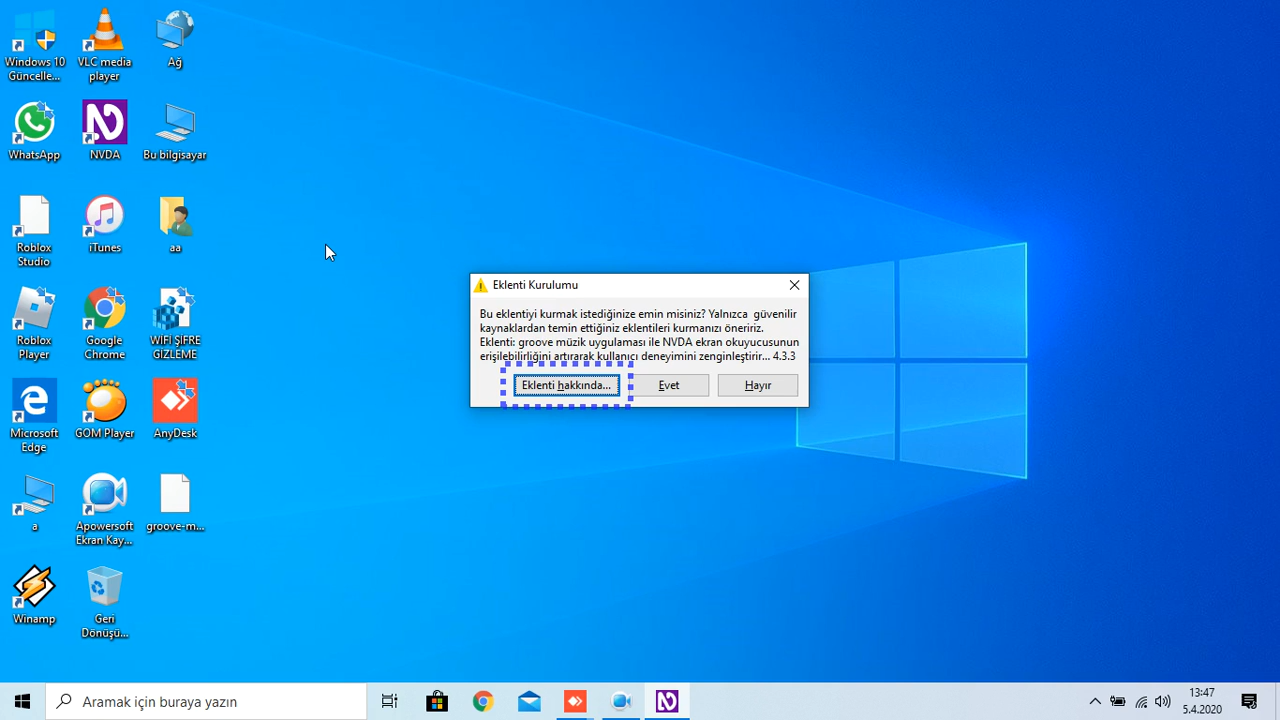 Windows 10
Güncelle...
VLC media
player
Ağ
WhatsApp
NVDA
Bu bilgisayar
Roblox
Studio
iTunes
aa
Roblox
Player
Google
Chrome
WIFI ŞİFRE
GİZLEME
Microsoft
Edge
GOM Player
AnyDesk
a
Apowersoft
Ekran Kay...
groove-m...
Winamp
Geri
Dönüşü...
Eklenti Kurulumu
Bu eklentiyi kurmak istediğinize emin misiniz? Yalnızca güvenilir
kaynaklardan temin ettiğiniz eklentileri kurmanızı öneririz.
Eklenti: groove müzik uygulaması ile NVDA ekran okuyucusunun
erişilebilirliğini artırarak kullanıcı deneyimini zenginleştir... 4.3.3
Eklenti hakkında...
Evet
Hayır
Aramak için buraya yazın
13:47
5.4.2020